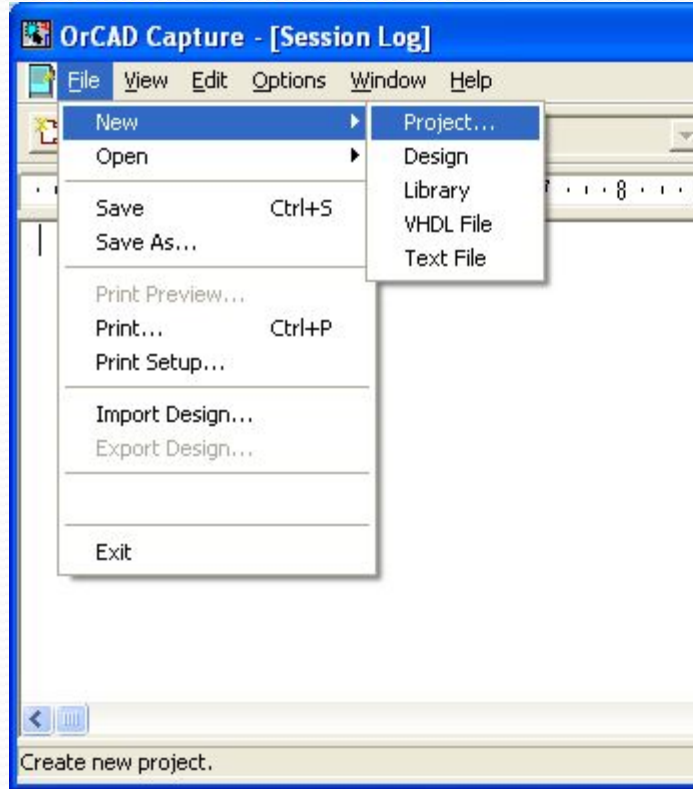 OrCAD Capture - [Session Log]
File View Edit Options Window Help
New
Project...
Open
Design
Library
VHDL File
Text File
Save Ctrl+S
Save As...
Print Preview...
Print... Ctrl+P
Print Setup...
Import Design...
Export Design...
Exit
8
Create new project.